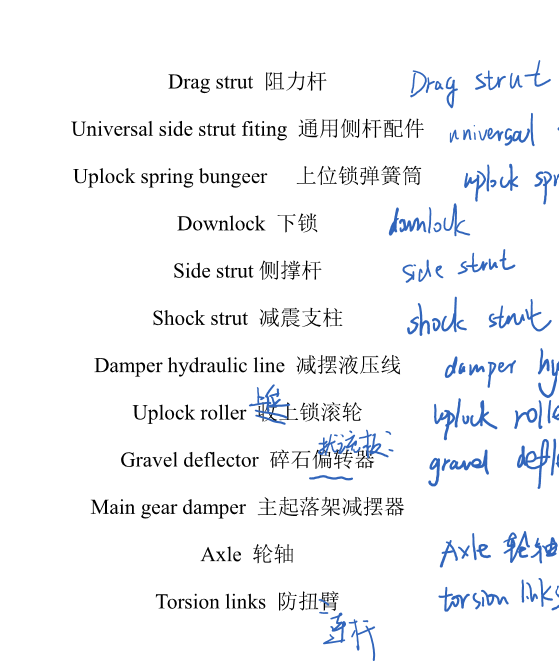 Drag strut 阻力杆 Drag strut
Universal side strut fiting 通用侧杆配件 universal
Uplock spring bungeer 上位锁弹簧筒 uplock spr
Downlock 下锁 downlock
Side strut 侧撑杆 side strut
Shock strut 减震支柱 shock strut
Damper hydraulic line 减摆液压线 damper hy
Uplock roller 收上锁滚轮 uplock rolle
Gravel deflector 碎石偏转器 gravel defle
Main gear damper 主起落架减摆器
Axle 轮轴 Axle 轮轴
Torsion links 防扭臂 torsion links
连杆